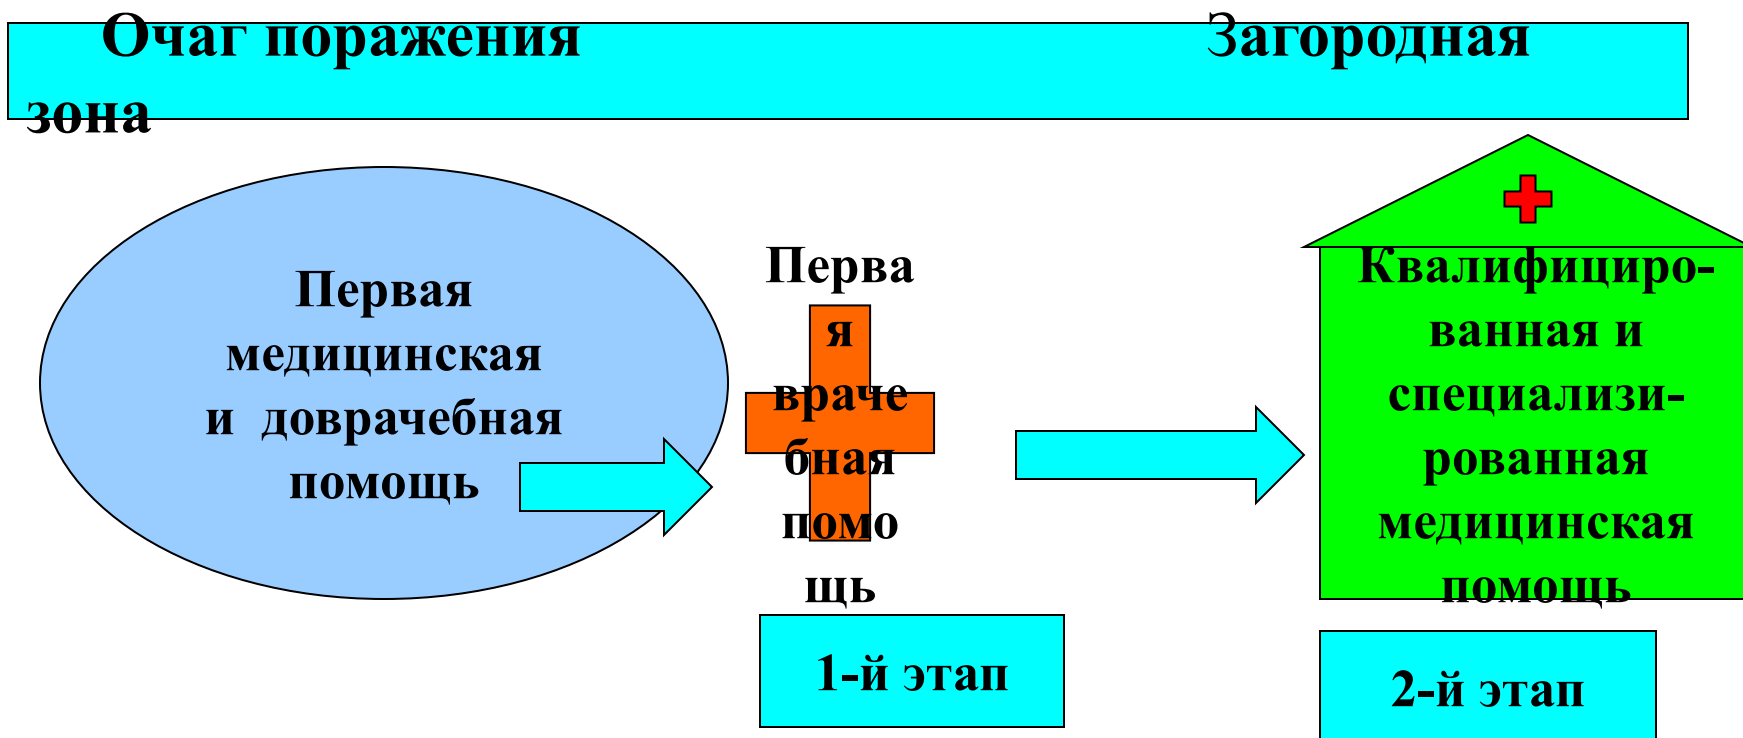 Очаг поражения Загородная
зона
Первая
медицинская
и доврачебная
помощь
Перва
я
враче
бная
помо
щь
1-й этап
Квалифициро-
ванная и
специализи-
рованная
медицинская
помощь
2-й этап